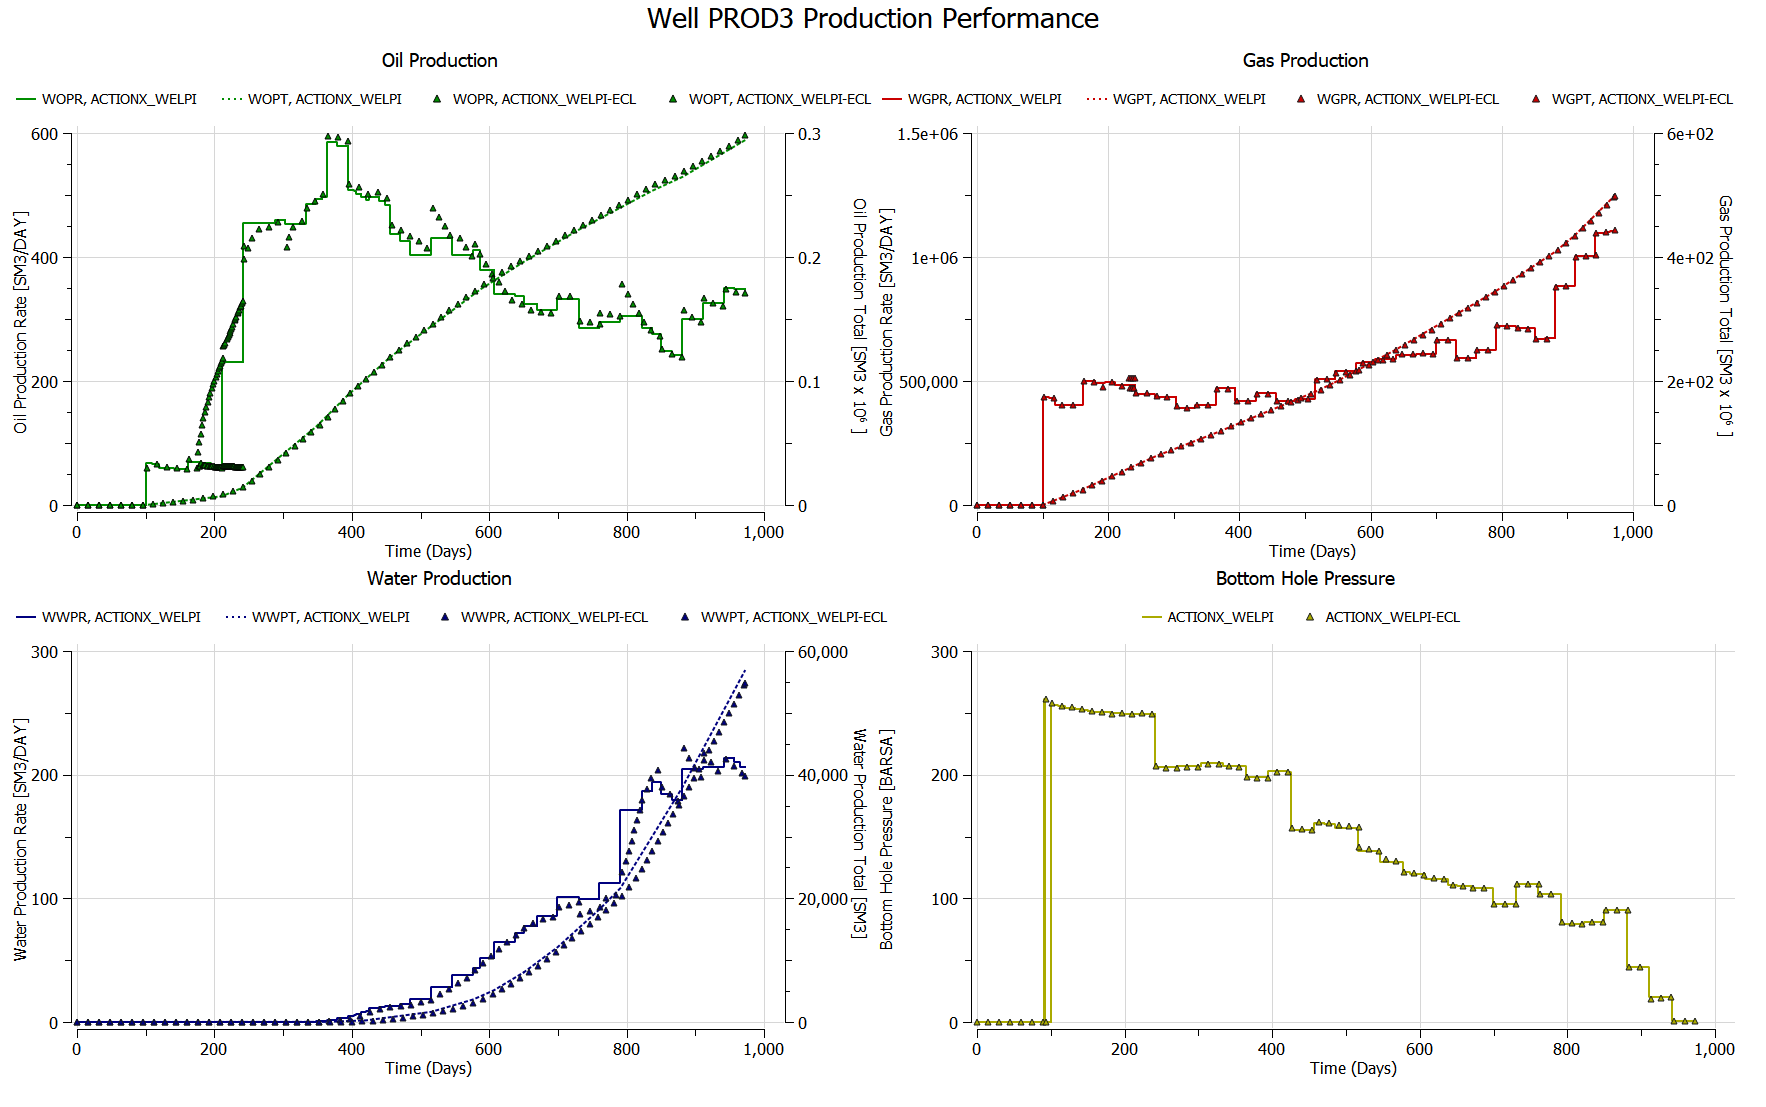 Well PROD3 Production Performance
Oil Production
WOPR, ACTIONX_WELPI WOPT, ACTIONX_WELPI WOPR, ACTIONX_WELPI-ECL WOPT, ACTIONX_WELPI-ECL
600
400
200
0
Oil Production Rate [SM3/DAY]
0.3
0.2
0.1
0
Oil Production Total [SM3 x 10⁶ ]
0 200 400 600 800 1,000
Time (Days)
Gas Production
WGPR, ACTIONX_WELPI WGPT, ACTIONX_WELPI WGPR, ACTIONX_WELPI-ECL WGPT, ACTIONX_WELPI-ECL
1.5e+06
1e+06
500,000
0
Gas Production Rate [SM3/DAY]
6e+02
4e+02
2e+02
0
Gas Production Total [SM3 x 10⁶ ]
0 200 400 600 800 1,000
Time (Days)
Water Production
WWPR, ACTIONX_WELPI WWPT, ACTIONX_WELPI WWPR, ACTIONX_WELPI-ECL WWPT, ACTIONX_WELPI-ECL
300
200
100
0
Water Production Rate [SM3/DAY]
60,000
40,000
20,000
0
Water Production Total [SM3]
0 200 400 600 800 1,000
Time (Days)
Bottom Hole Pressure
ACTIONX_WELPI ACTIONX_WELPI-ECL
300
200
100
0
Bottom Hole Pressure [BARSA]
0 200 400 600 800 1,000
Time (Days)